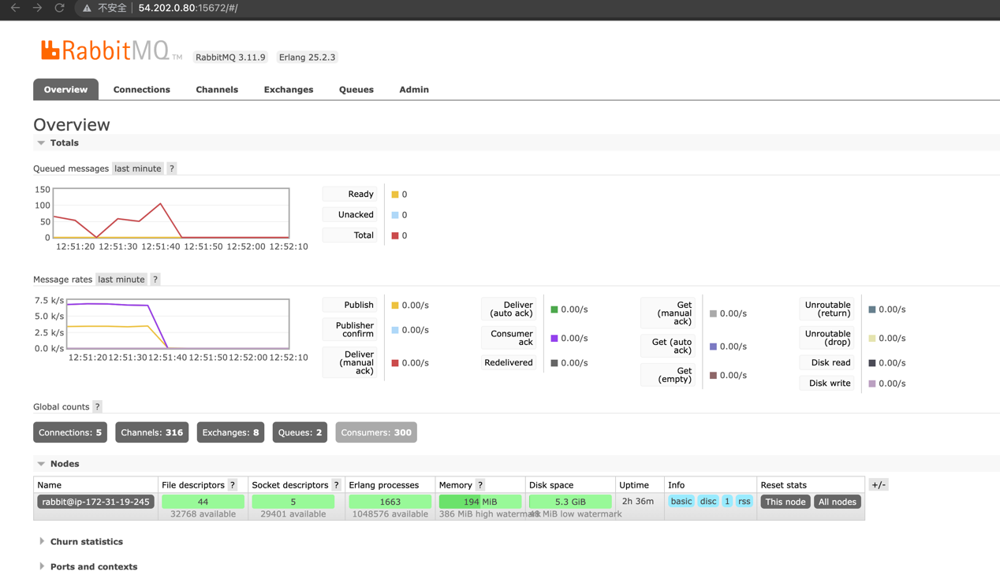 不安全 54.202.0.80:15672/#/
RabbitMQ TM RabbitMQ 3.11.9 Erlang 25.2.3
Overview Connections Channels Exchanges Queues Admin
Overview
Totals
Queued messages last minute ?
150
100
50
0
12:51:20 12:51:30 12:51:40 12:51:50 12:52:00 12:52:10
Ready 0
Unacked 0
Total 0
Message rates last minute ?
7.5 k/s
5.0 k/s
2.5 k/s
0.0 k/s
12:51:20 12:51:30 12:51:40 12:51:50 12:52:00 12:52:10
Publish 0.00/s
Publisher
confirm 0.00/s
Deliver
(manual
ack) 0.00/s
Deliver
(auto ack) 0.00/s
Consumer
ack 0.00/s
Redelivered 0.00/s
Get
(manual
ack) 0.00/s
Get (auto
ack) 0.00/s
Get
(empty) 0.00/s
Unroutable
(return) 0.00/s
Unroutable
(drop) 0.00/s
Disk read 0.00/s
Disk write 0.00/s
Global counts ?
Connections: 5 Channels: 316 Exchanges: 8 Queues: 2 Consumers: 300
Nodes
Name File descriptors ? Socket descriptors ? Erlang processes Memory ? Disk space Uptime Info Reset stats +/-
rabbit@ip-172-31-19-245 44 5 1663 194 MiB 5.3 GiB 2h 36m basic disc 1 rss This node All nodes
32768 available 29401 available 1048576 available 386 MiB high watermark 48 MiB low watermark
Churn statistics
Ports and contexts